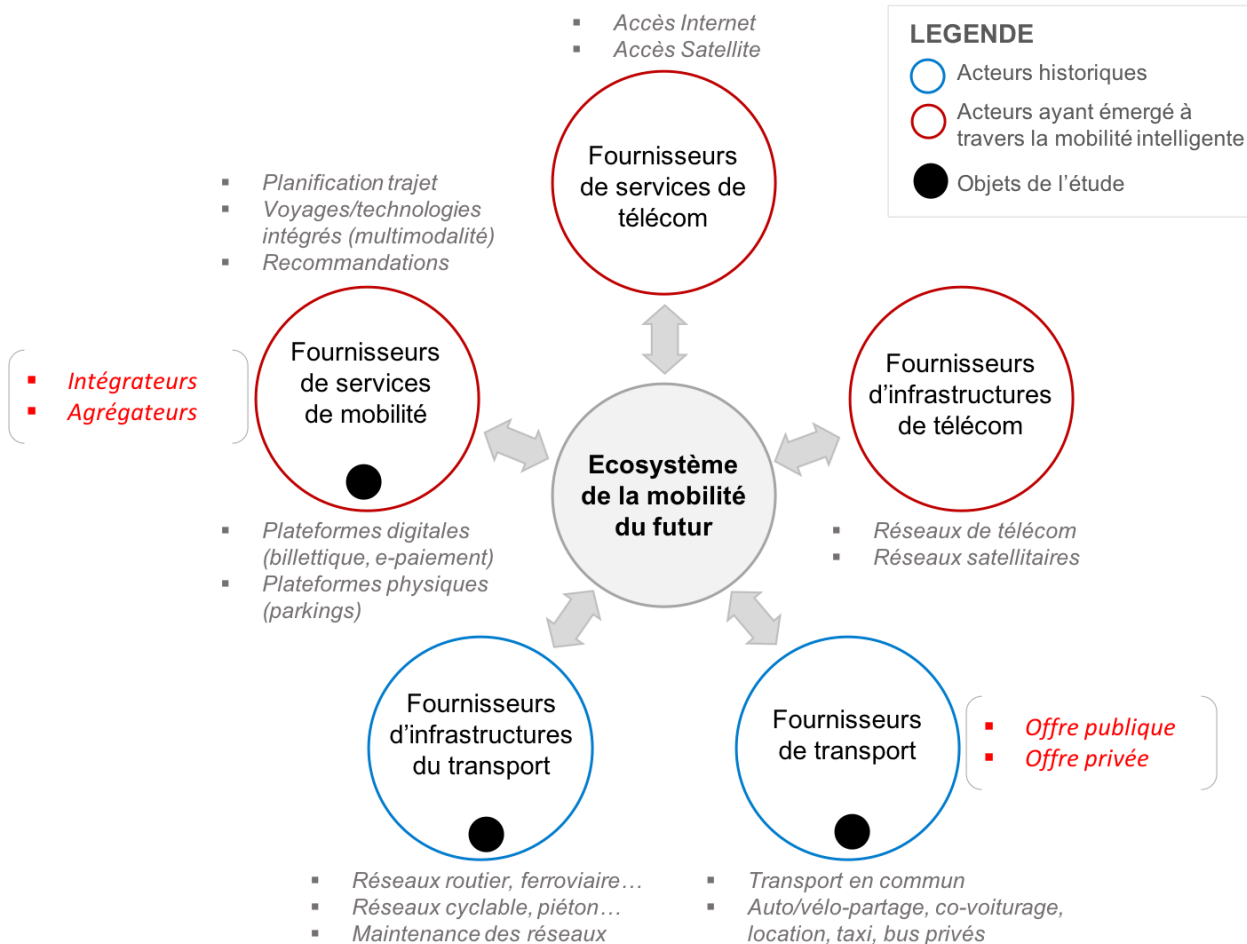 ▪ Accès Internet
▪ Accès Satellite
LEGENDE
Acteurs historiques
Acteurs ayant émergé à
travers la mobilité intelligente
Objets de l'étude
Fournisseurs
de services de
télécom
▪ Planification trajet
▪ Voyages/technologies
intégrés (multimodalité)
▪ Recommandations
▪ Intégrateurs
▪ Agrégateurs
Fournisseurs
de services
de mobilité
Fournisseurs
d'infrastructures
de télécom
Ecosystème
de la mobilité
du futur
▪ Plateformes digitales
(billettique, e-paiement)
▪ Plateformes physiques
(parkings)
▪ Réseaux de télécom
▪ Réseaux satellitaires
Fournisseurs
d'infrastructures
du transport
Fournisseurs
de transport
▪ Offre publique
▪ Offre privée
▪ Réseaux routier, ferroviaire…
▪ Réseaux cyclable, piéton…
▪ Maintenance des réseaux
▪ Transport en commun
▪ Auto/vélo-partage, co-voiturage,
location, taxi, bus privés